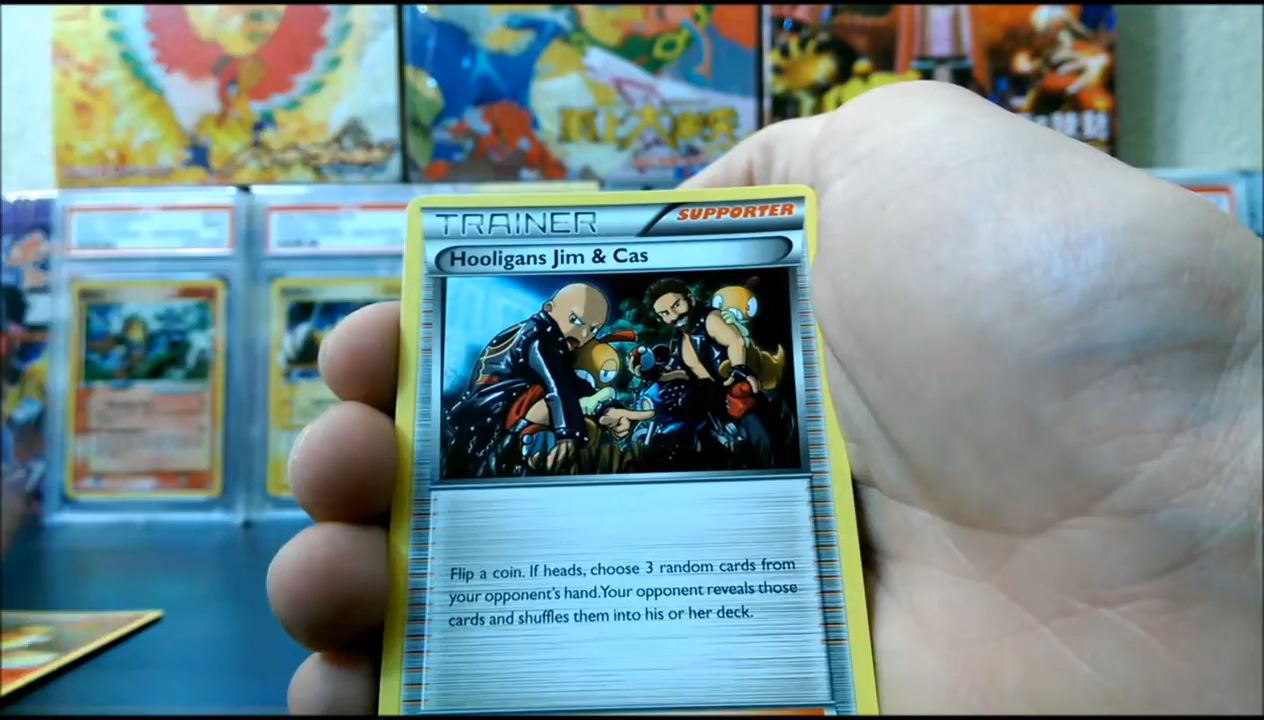 TRAINER
SUPPORTER
Hooligans Jim & Cas
Flip a coin. If heads, choose 3 random cards from
your opponent's hand. Your opponent reveals those
cards and shuffles them into his or her deck.